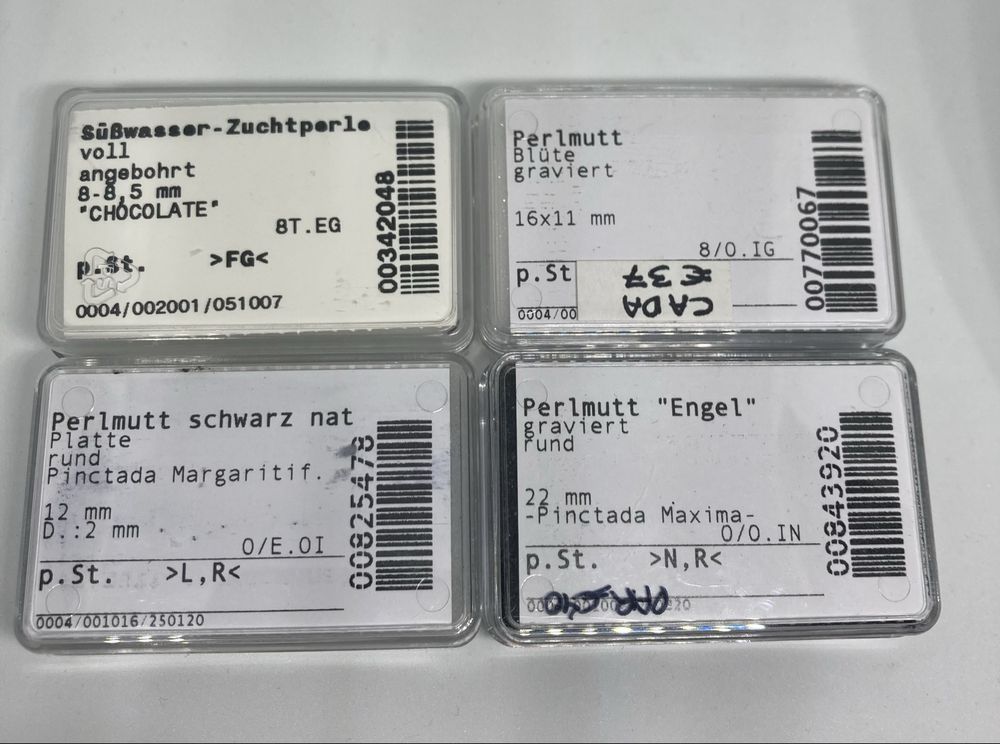 Süßwasser-Zuchtperle
voll
angebohrt
8-8,5 mm
"CHOCOLATE"
8T.EG
p.St. >FG<
0004/002001/051007
00342048
Perlmutt
Blüte
graviert
16x11 mm
8/O.IG
p.St
CADA
€ 37
0004/00
00770067
Perlmutt schwarz nat
Platte
rund
Pinctada Margaritif.
12 mm
D.:2 mm
O/E.OI
p.St. >L,R<
0004/001016/250120
00825478
Perlmutt "Engel"
graviert
rund
22 mm
-Pinctada Maxima-
O/O.IN
p.St. >N,R<
00843920